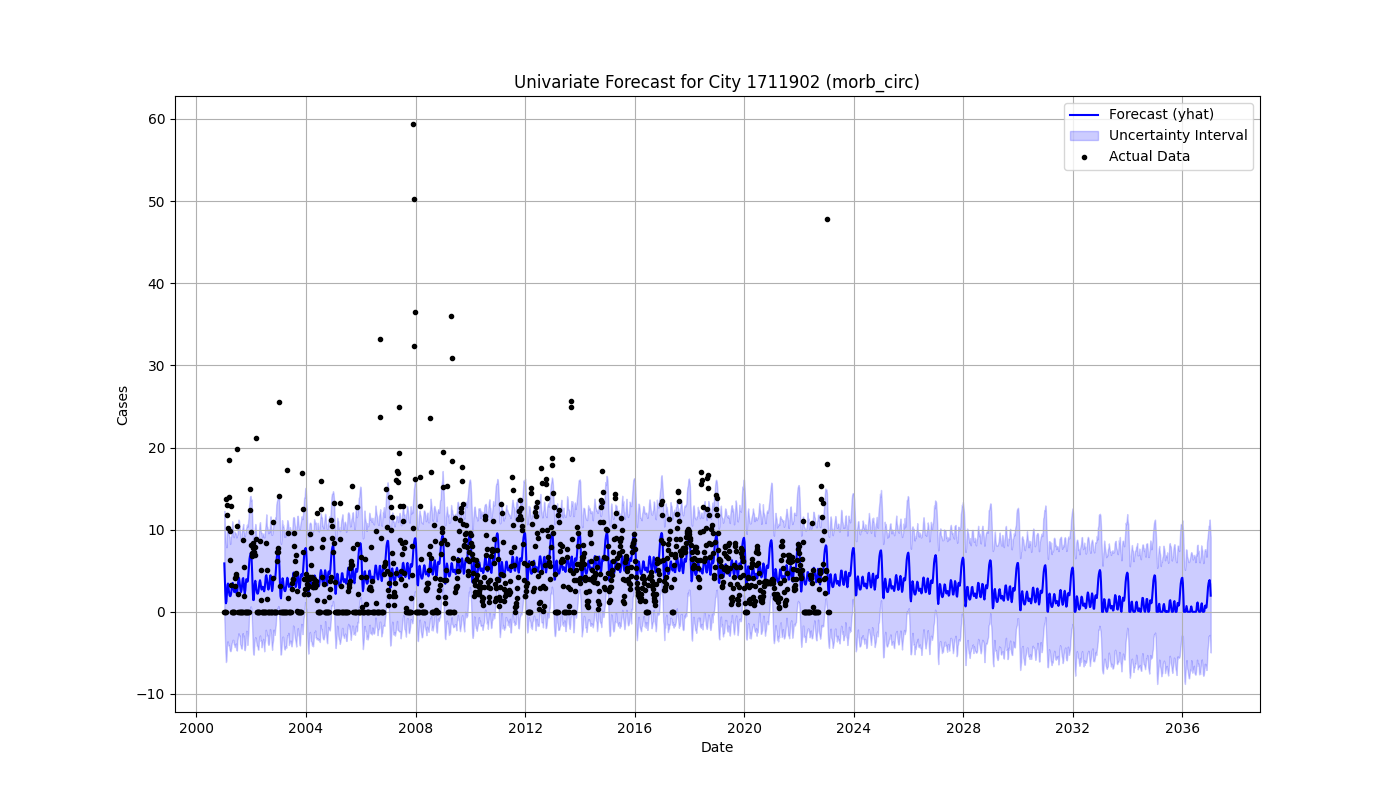 Univariate Forecast for City 1711902 (morb_circ)
Forecast (yhat)
Uncertainty Interval
Actual Data
60
50
40
30
20
10
0
−10
Cases
2000 2004 2008 2012 2016 2020 2024 2028 2032 2036
Date